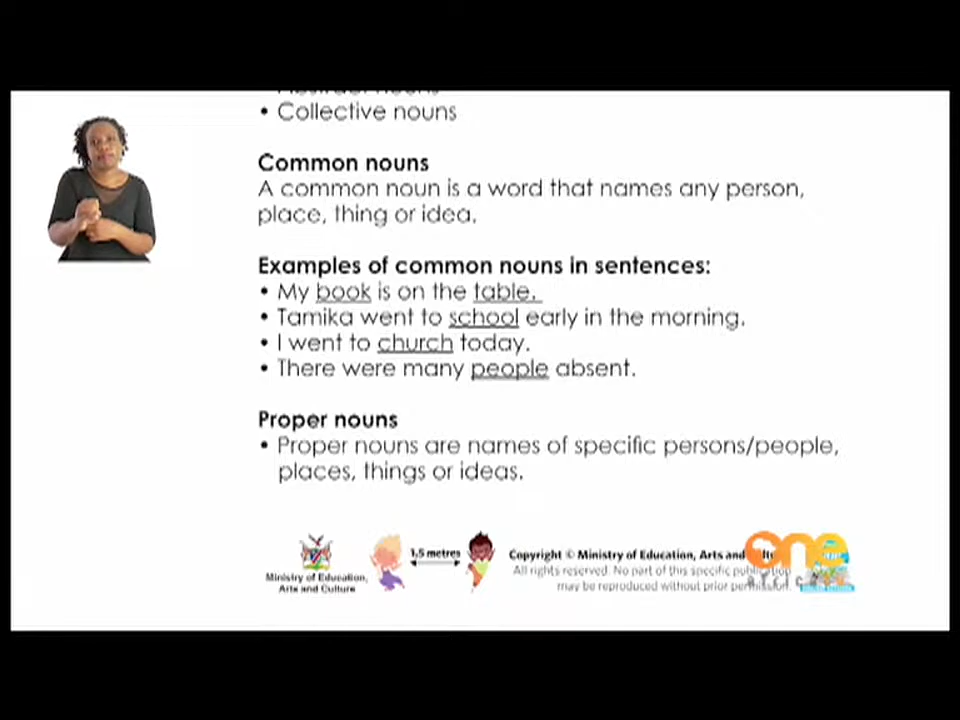 • Collective nouns
Common nouns
A common noun is a word that names any person,
place, thing or idea.
Examples of common nouns in sentences:
• My book is on the table.
• Tamika went to school early in the morning.
• I went to church today.
• There were many people absent.
Proper nouns
• Proper nouns are names of specific persons/people,
places, things or ideas.
Ministry of Education,
Arts and Culture
1,5 metres
Copyright © Ministry of Education, Arts and
All rights reserved. No part of this specific publication
may be reproduced without prior permission.
one